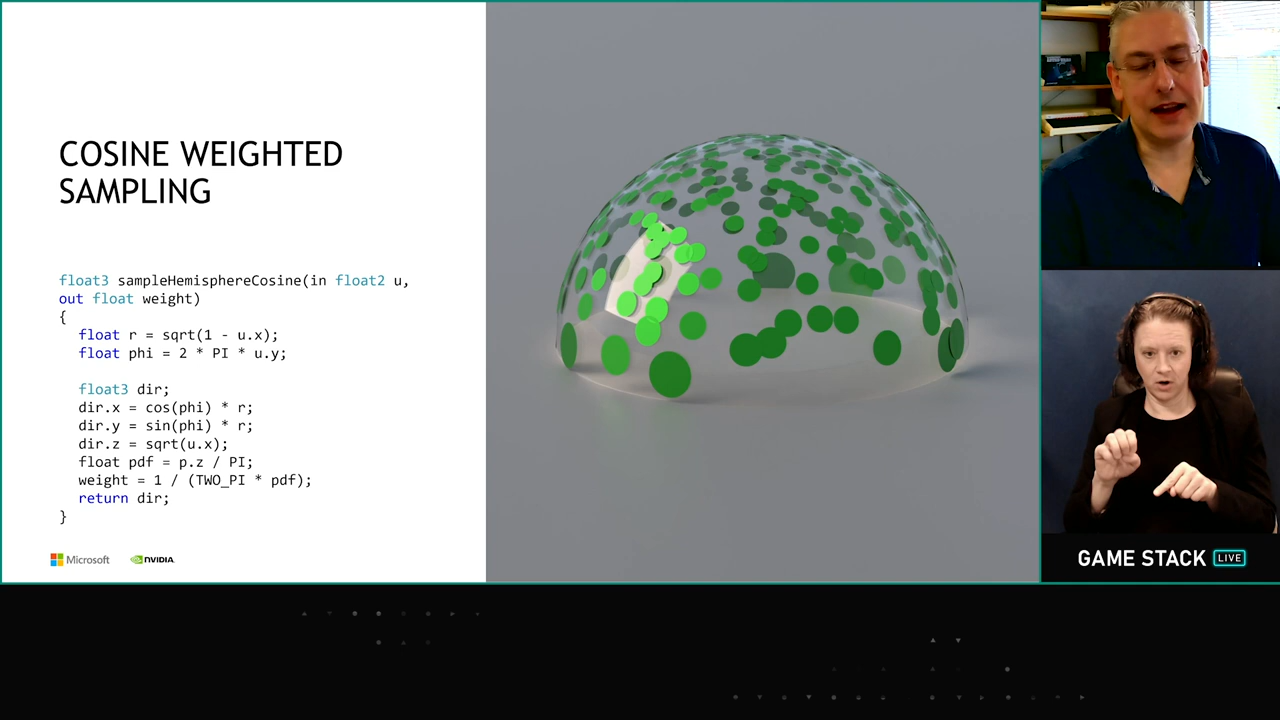 COSINE WEIGHTED
SAMPLING
float3 sampleHemisphereCosine(in float2 u,
out float weight)
{
float r = sqrt(1 - u.x);
float phi = 2 * PI * u.y;
float3 dir;
dir.x = cos(phi) * r;
dir.y = sin(phi) * r;
dir.z = sqrt(u.x);
float pdf = p.z / PI;
weight = 1 / (TWO_PI * pdf);
return dir;
}
Microsoft NVIDIA
GAME STACK LIVE